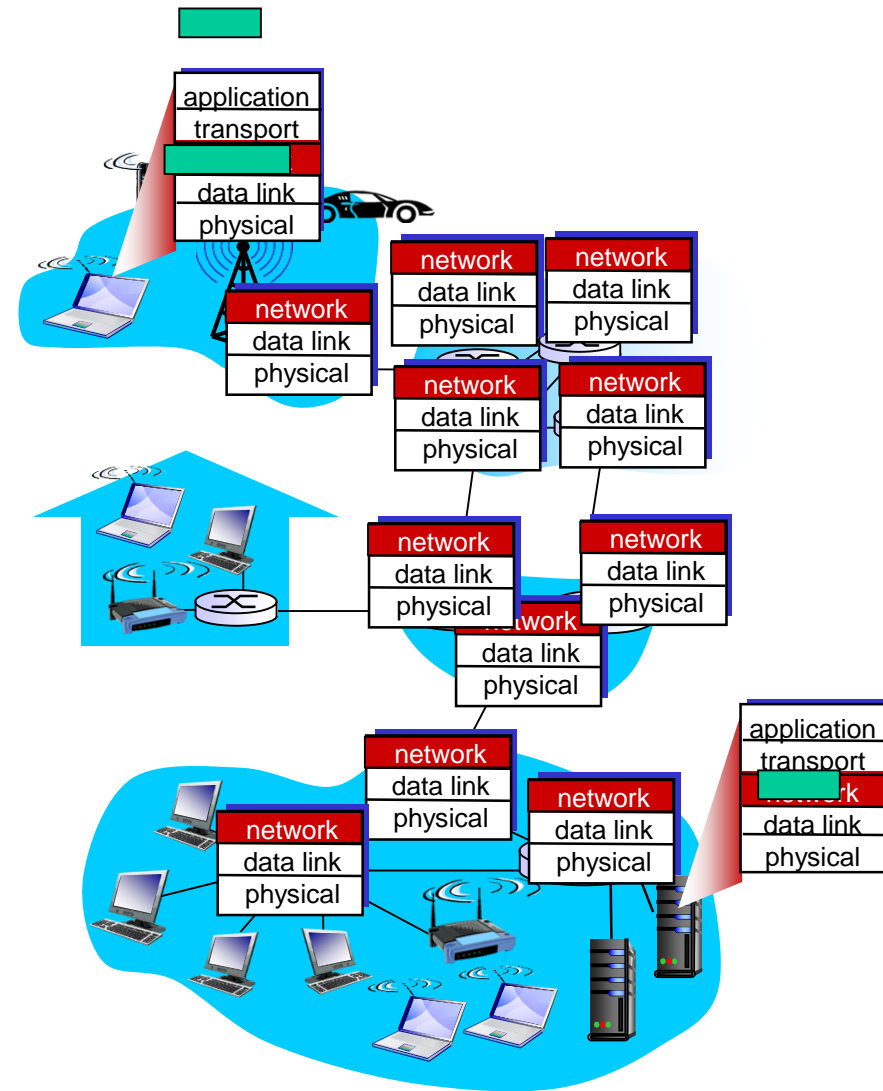 application
transport
data link
physical
network
data link
physical
network
data link
physical
network
data link
physical
network
data link
physical
network
data link
physical
network
data link
physical
network
data link
physical
network
data link
physical
application
transport
network
data link
physical
network
data link
physical
network
data link
physical
network
data link
physical